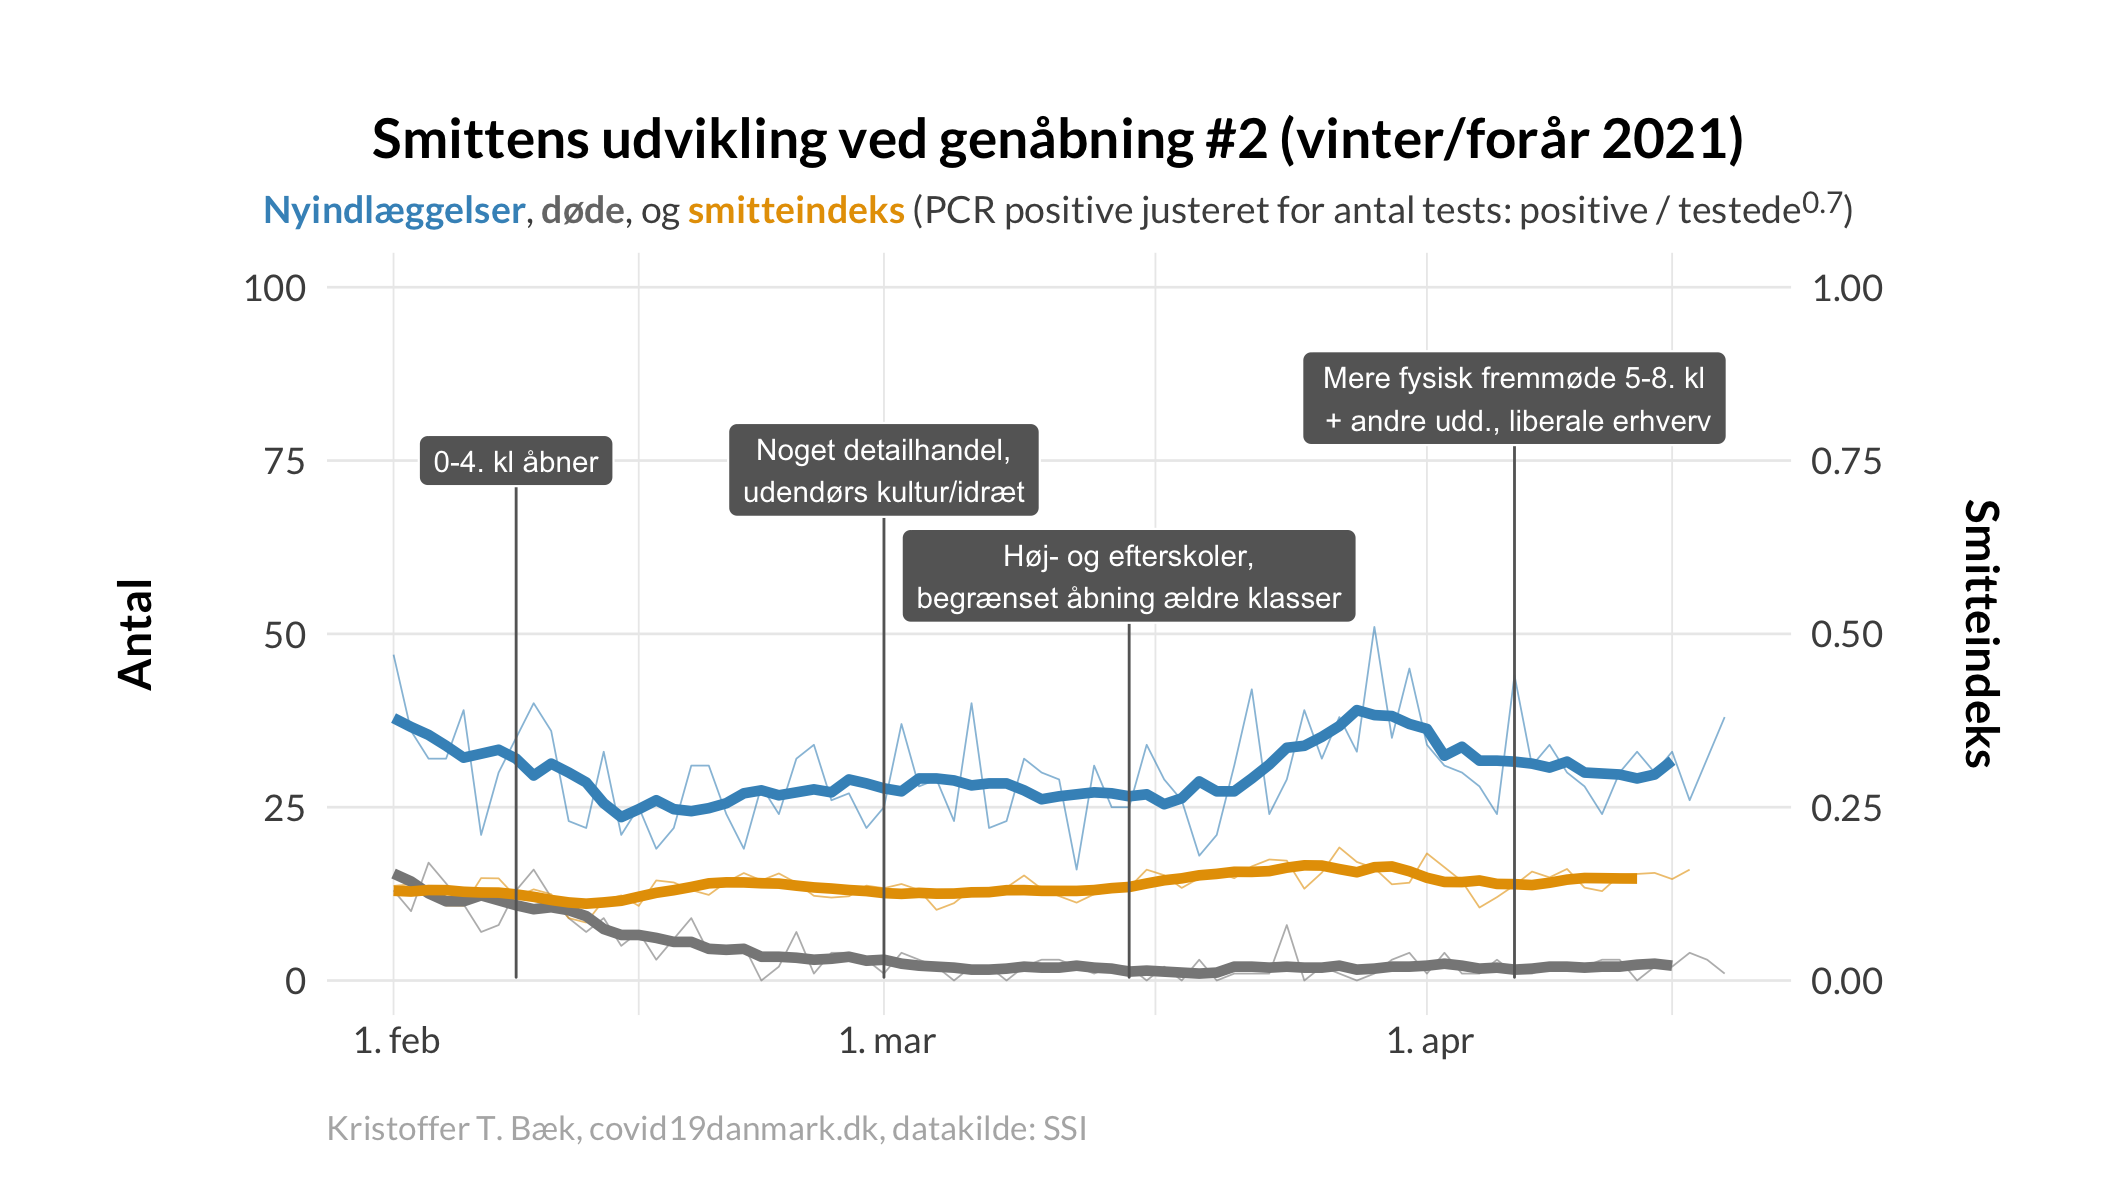 Smittens udvikling ved genåbning #2 (vinter/forår 2021)
Nyindlæggelser, døde, og smitteindeks (PCR positive justeret for antal tests: positive / testede^0.7)
100
75
50
25
0
Antal
1.00
0.75
0.50
0.25
0.00
Smitteindeks
0-4. kl åbner
Noget detailhandel,
udendørs kultur/idræt
Høj- og efterskoler,
begrænset åbning ældre klasser
Mere fysisk fremmøde 5-8. kl
+ andre udd., liberale erhverv
1. feb
1. mar
1. apr
Kristoffer T. Bæk, covid19danmark.dk, datakilde: SSI